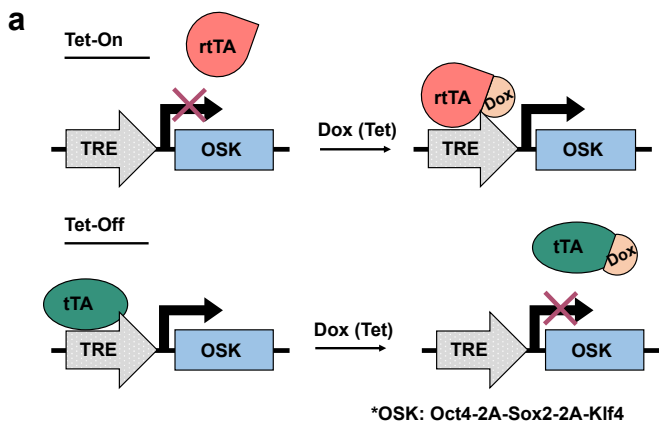 a
Tet-On
rtTA
TRE
OSK
Dox (Tet)
rtTA
Dox
TRE
OSK
Tet-Off
tTA
TRE
OSK
Dox (Tet)
tTA
Dox
TRE
OSK
*OSK: Oct4-2A-Sox2-2A-Klf4